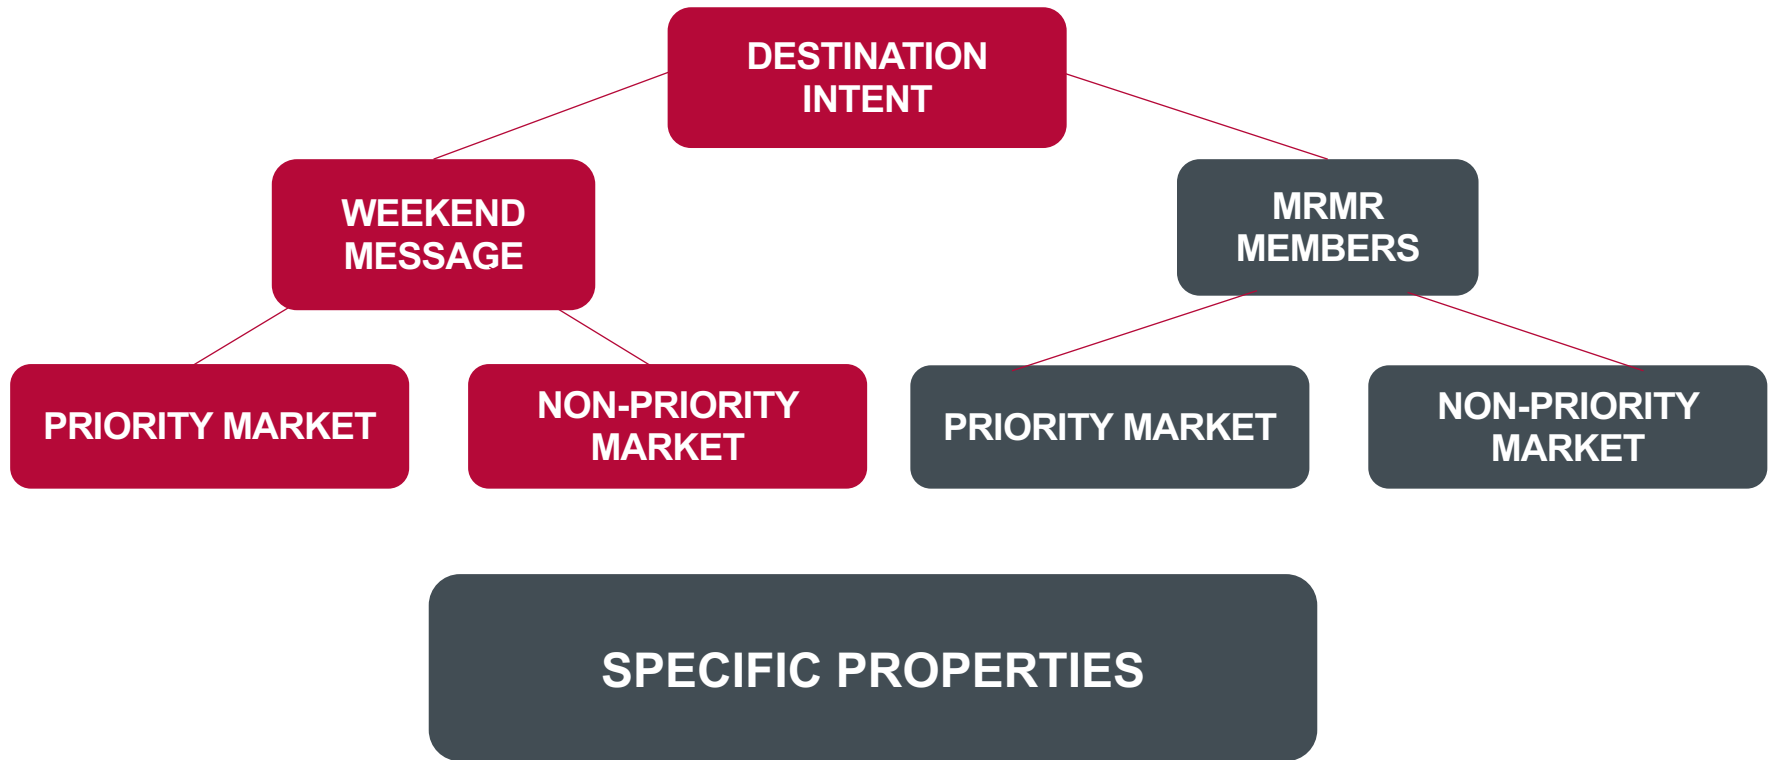 DESTINATION
INTENT
WEEKEND
MESSAGE
MRMR
MEMBERS
PRIORITY MARKET
NON-PRIORITY
MARKET
PRIORITY MARKET
NON-PRIORITY
MARKET
SPECIFIC PROPERTIES